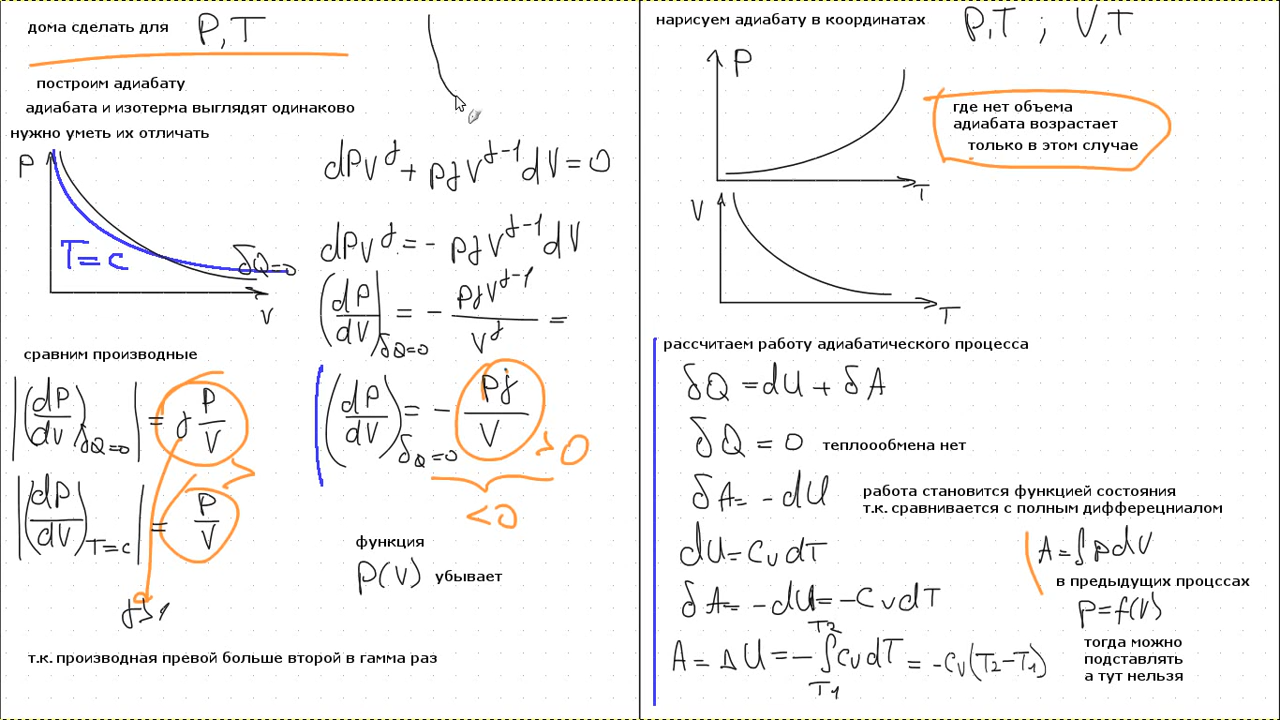 дома сделать для P, T
построим адиабату
адиабата и изотерма выглядят одинаково
нужно уметь их отличать
P
T = c
δQ=0
V
dPV^γ + PγV^γ-1 dV = 0
dPV^γ = - PγV^γ-1 dV
(dP/dV)δQ=0 = - PγV^γ-1 / V^γ =
сравним производные
|(dP/dV)δQ=0| = γ P/V
|(dP/dV)T=c| = P/V
γ>1
(dP/dV)δQ=0 = - Pγ/V >0
<0
функция
P(V) убывает
т.к. производная превой больше второй в гамма раз
нарисуем адиабату в координатах P,T ; V,T
P
T
где нет объема
адиабата возрастает
только в этом случае
V
T
рассчитаем работу адиабатического процесса
δQ = dU + δA
δQ = 0 теплоообмена нет
δA = -dU
работа становится функцией состояния
т.к. сравнивается с полным дифферецниалом
dU = CvdT
A = ∫PdV
в предыдущих процссах
δA = -dU = -CvdT
P = f(V)
тогда можно
подставлять
а тут нельзя
A = ΔU = -∫T1T2 CvdT = -Cv(T2-T1)